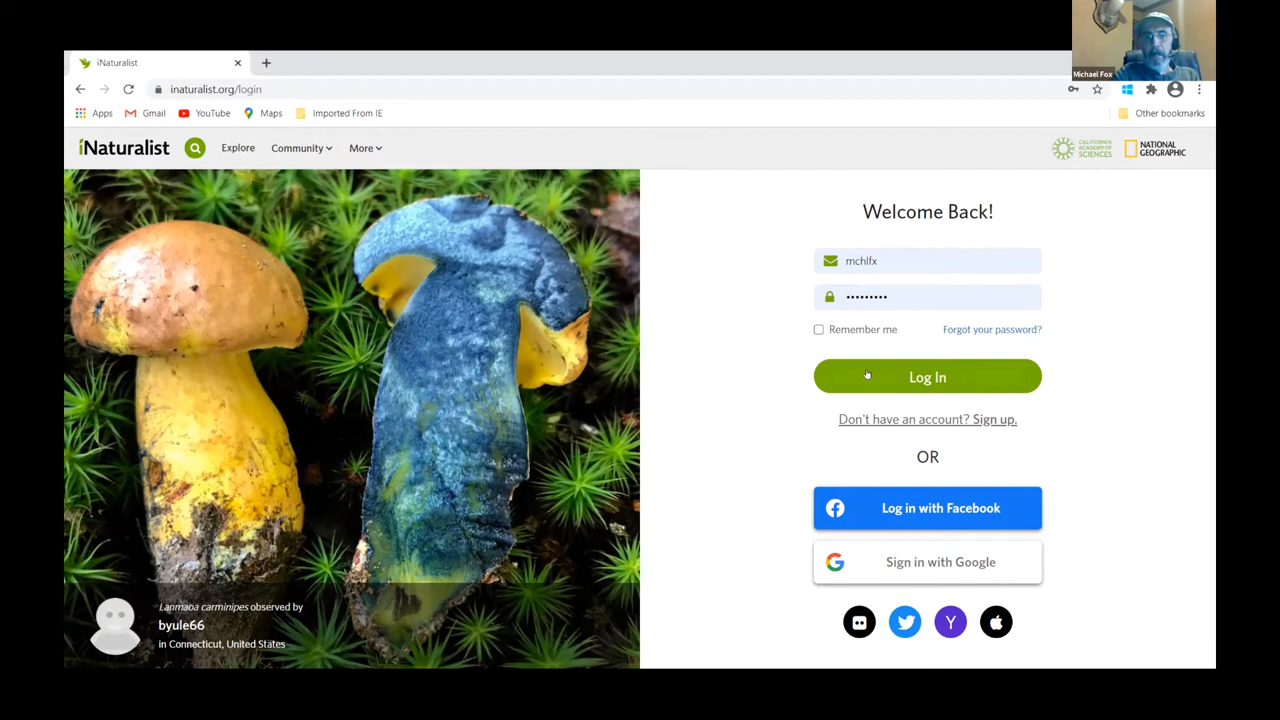 iNaturalist
inaturalist.org/login
Apps Gmail YouTube Maps Imported From IE Other bookmarks
Michael Fox
iNaturalist Explore Community More CALIFORNIA ACADEMY OF SCIENCES NATIONAL GEOGRAPHIC
Welcome Back!
mchlfx
Remember me Forgot your password?
Log In
Don't have an account? Sign up.
OR
Log in with Facebook
Sign in with Google
Y
Lanmaoa carminipes observed by
byule66
in Connecticut, United States